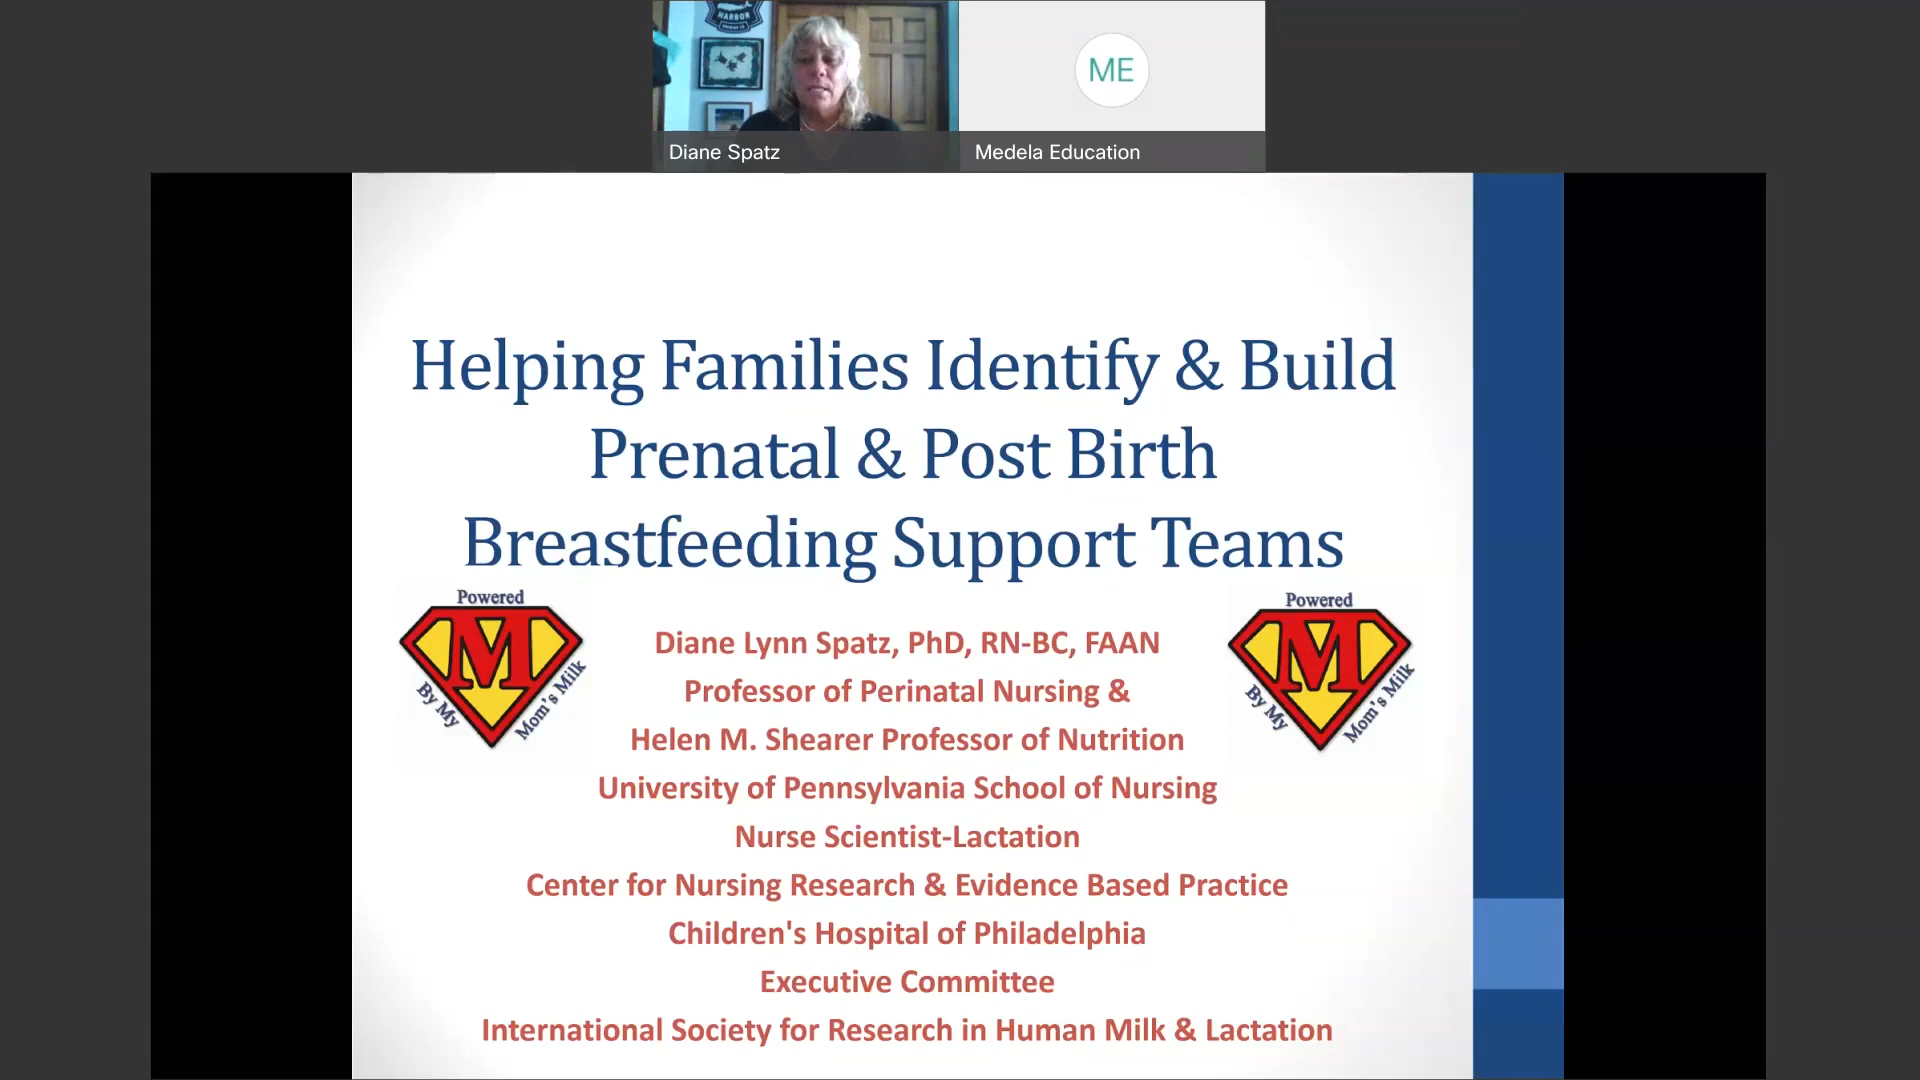 HARBOR
Diane Spatz
ME
Medela Education
Helping Families Identify & Build
Prenatal & Post Birth
Breastfeeding Support Teams
Powered
M
By My
Mom's Milk
Powered
M
By My
Mom's Milk
Diane Lynn Spatz, PhD, RN-BC, FAAN
Professor of Perinatal Nursing &
Helen M. Shearer Professor of Nutrition
University of Pennsylvania School of Nursing
Nurse Scientist-Lactation
Center for Nursing Research & Evidence Based Practice
Children's Hospital of Philadelphia
Executive Committee
International Society for Research in Human Milk & Lactation